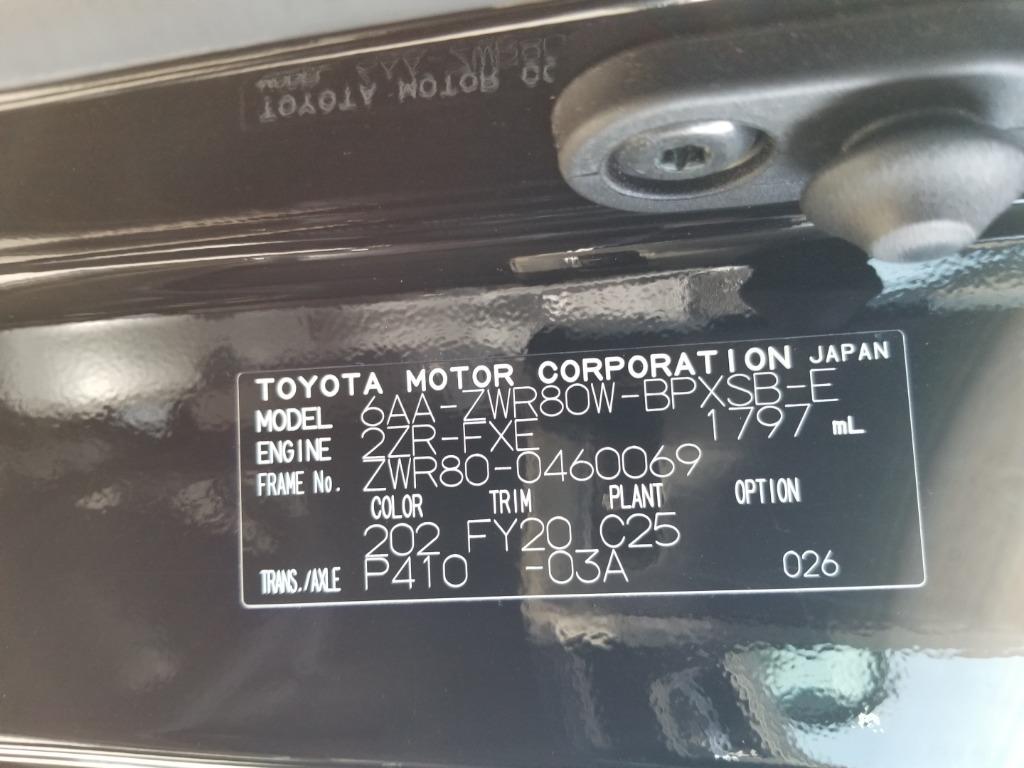 TOYOTA MOTOR CORPORATION JAPAN
MODEL 6AA-ZWR80W-BPXSB-E
ENGINE 2ZR-FXE 1797 mL
FRAME No. ZWR80-0460069
COLOR TRIM PLANT OPTION
202 FY20 C25
TRANS./AXLE P410 -03A 026